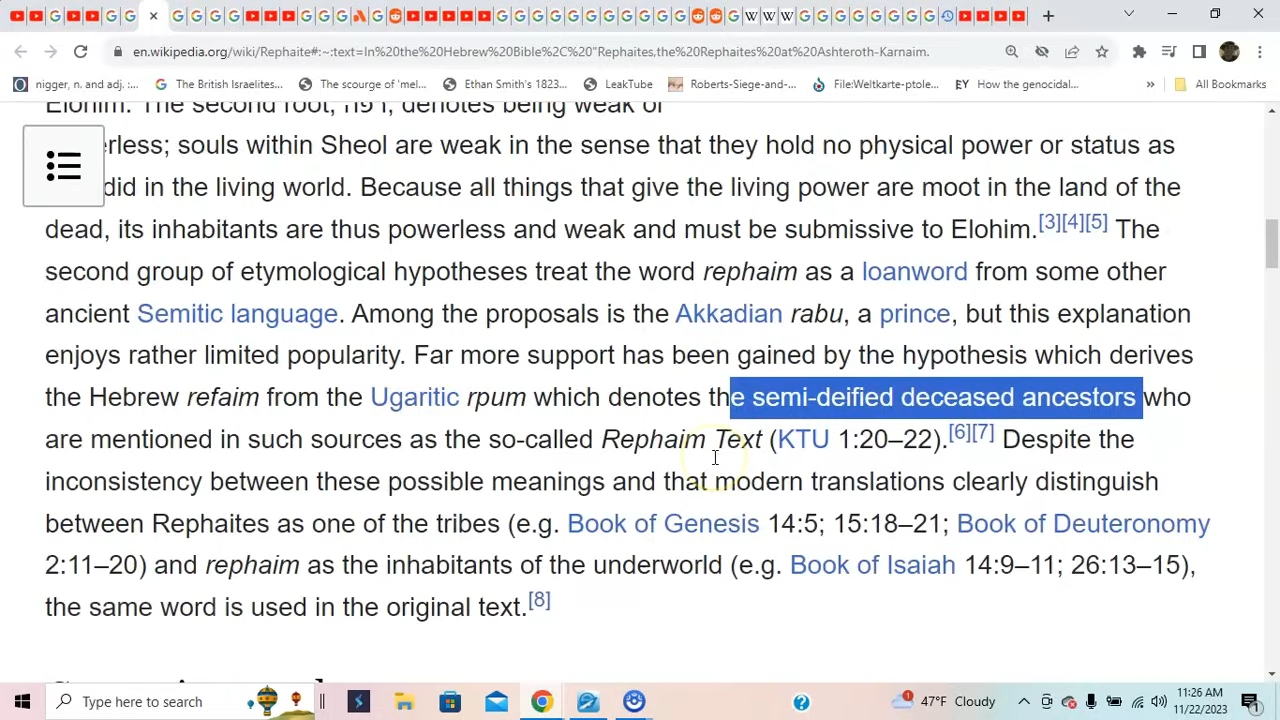 en.wikipedia.org/wiki/Rephaite#:~:text=In%20the%20Hebrew%20Bible%2C%20"Rephaites,the%20Rephaites%20at%20Ashteroth-Karnaim.
nigger, n. and adj. :... The British Israelites... The scourge of 'mel... Ethan Smith's 1823... LeakTube Roberts-Siege-and-... File:Weltkarte-ptole... EY How the genocidal... » All Bookmarks
Elohim. The second root, denotes being weak or
erless; souls within Sheol are weak in the sense that they hold no physical power or status as
did in the living world. Because all things that give the living power are moot in the land of the
dead, its inhabitants are thus powerless and weak and must be submissive to Elohim.[3][4][5] The
second group of etymological hypotheses treat the word rephaim as a loanword from some other
ancient Semitic language. Among the proposals is the Akkadian rabu, a prince, but this explanation
enjoys rather limited popularity. Far more support has been gained by the hypothesis which derives
the Hebrew refaim from the Ugaritic rpum which denotes the semi-deified deceased ancestors who
are mentioned in such sources as the so-called Rephaim Text (KTU 1:20–22).[6][7] Despite the
inconsistency between these possible meanings and that modern translations clearly distinguish
between Rephaites as one of the tribes (e.g. Book of Genesis 14:5; 15:18–21; Book of Deuteronomy
2:11–20) and rephaim as the inhabitants of the underworld (e.g. Book of Isaiah 14:9–11; 26:13–15),
the same word is used in the original text.[8]
Type here to search
47°F Cloudy
11:26 AM
11/22/2023